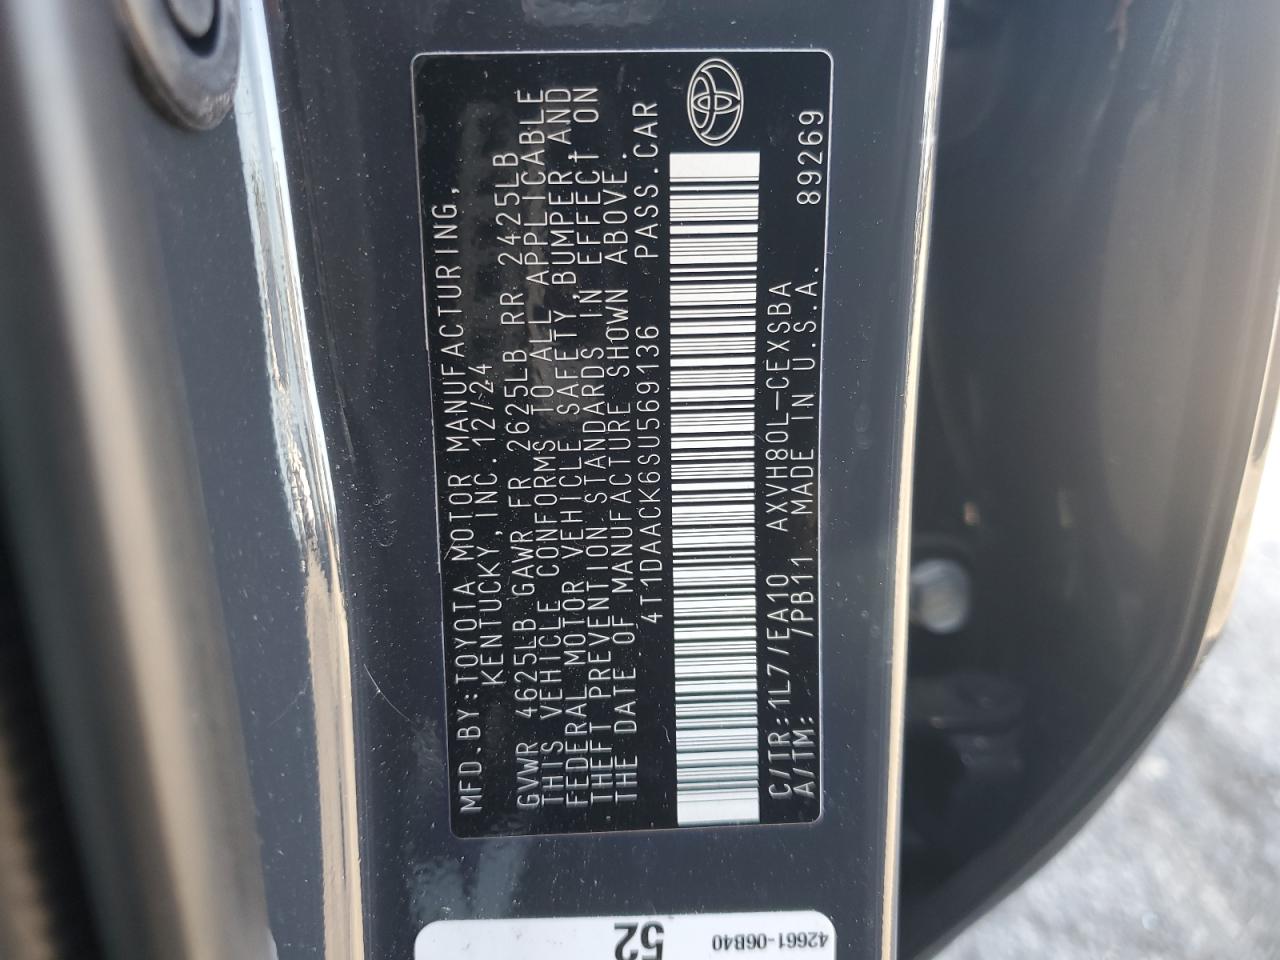 MFD.BY:TOYOTA MOTOR MANUFACTURING,
KENTUCKY, INC. 12/24
GVWR 4625LB GAWR FR 2625LB RR 2425LB
THIS VEHICLE CONFORMS TO ALL APPLICABLE
FEDERAL MOTOR VEHICLE SAFETY,BUMPER,AND
THEFT PREVENTION STANDARDS IN EFFECT ON
THE DATE OF MANUFACTURE SHOWN ABOVE.
4T1DAACK6SU569136 PASS.CAR
C/TR:1L7/EA10 AXVH80L-CEXSBA 89269
A/TM: /PB11 MADE IN U.S.A.
52
42661-06B40